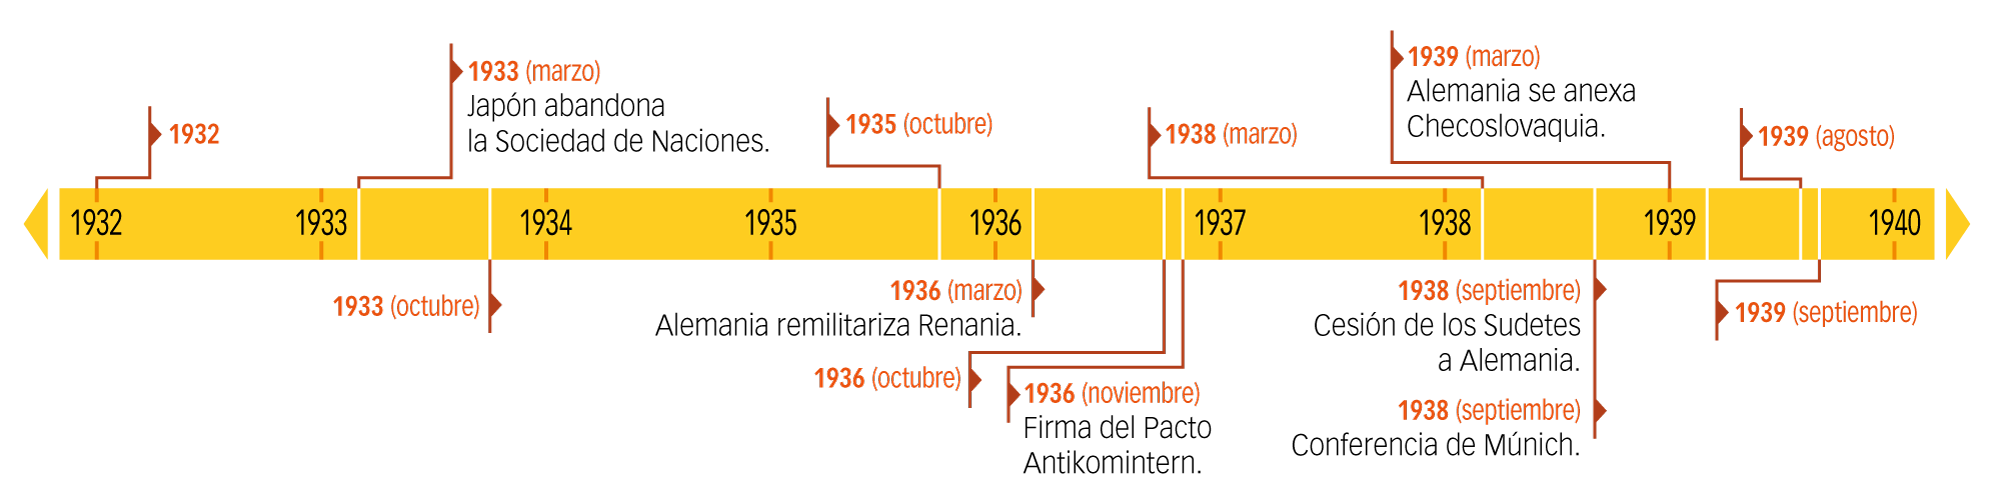 1932
1933 (marzo)
Japón abandona
la Sociedad de Naciones.
1935 (octubre)
1938 (marzo)
1939 (marzo)
Alemania se anexa
Checoslovaquia.
1939 (agosto)
1932
1933
1934
1935
1936
1937
1938
1939
1940
1933 (octubre)
1936 (marzo)
Alemania remilitariza Renania.
1936 (octubre)
1936 (noviembre)
Firma del Pacto
Antikomintern.
1938 (septiembre)
Cesión de los Sudetes
a Alemania.
1938 (septiembre)
Conferencia de Múnich.
1939 (septiembre)